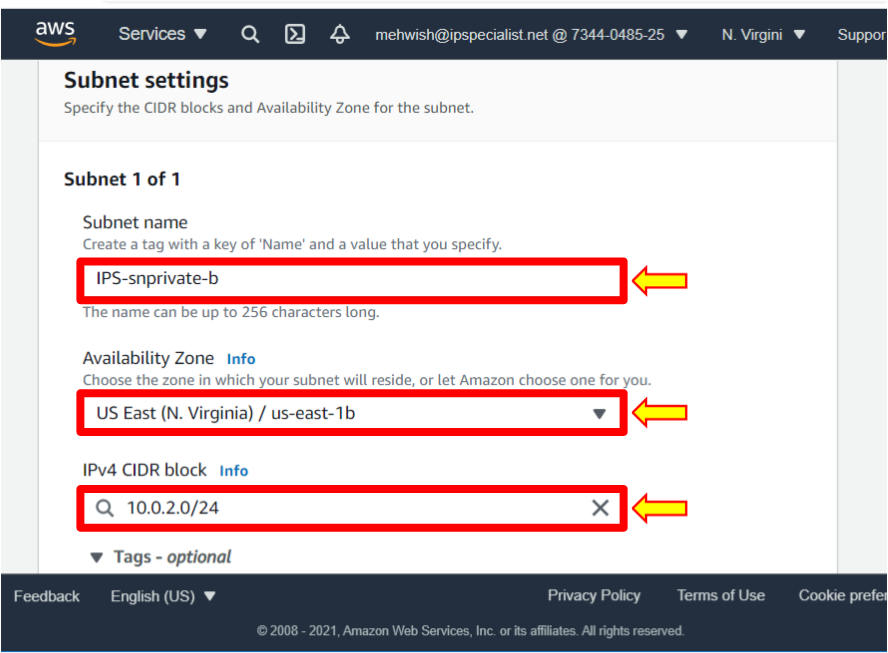 aws Services ▼ mehwish@ipspecialist.net @ 7344-0485-25 ▼ N. Virgini ▼ Suppor
Subnet settings
Specify the CIDR blocks and Availability Zone for the subnet.
Subnet 1 of 1
Subnet name
Create a tag with a key of 'Name' and a value that you specify.
IPS-snprivate-b
The name can be up to 256 characters long.
Availability Zone Info
Choose the zone in which your subnet will reside, or let Amazon choose one for you.
US East (N. Virginia) / us-east-1b ▼
IPv4 CIDR block Info
10.0.2.0/24
▼ Tags - optional
Feedback English (US) ▼ Privacy Policy Terms of Use Cookie prefer
© 2008 - 2021, Amazon Web Services, Inc. or its affiliates. All rights reserved.